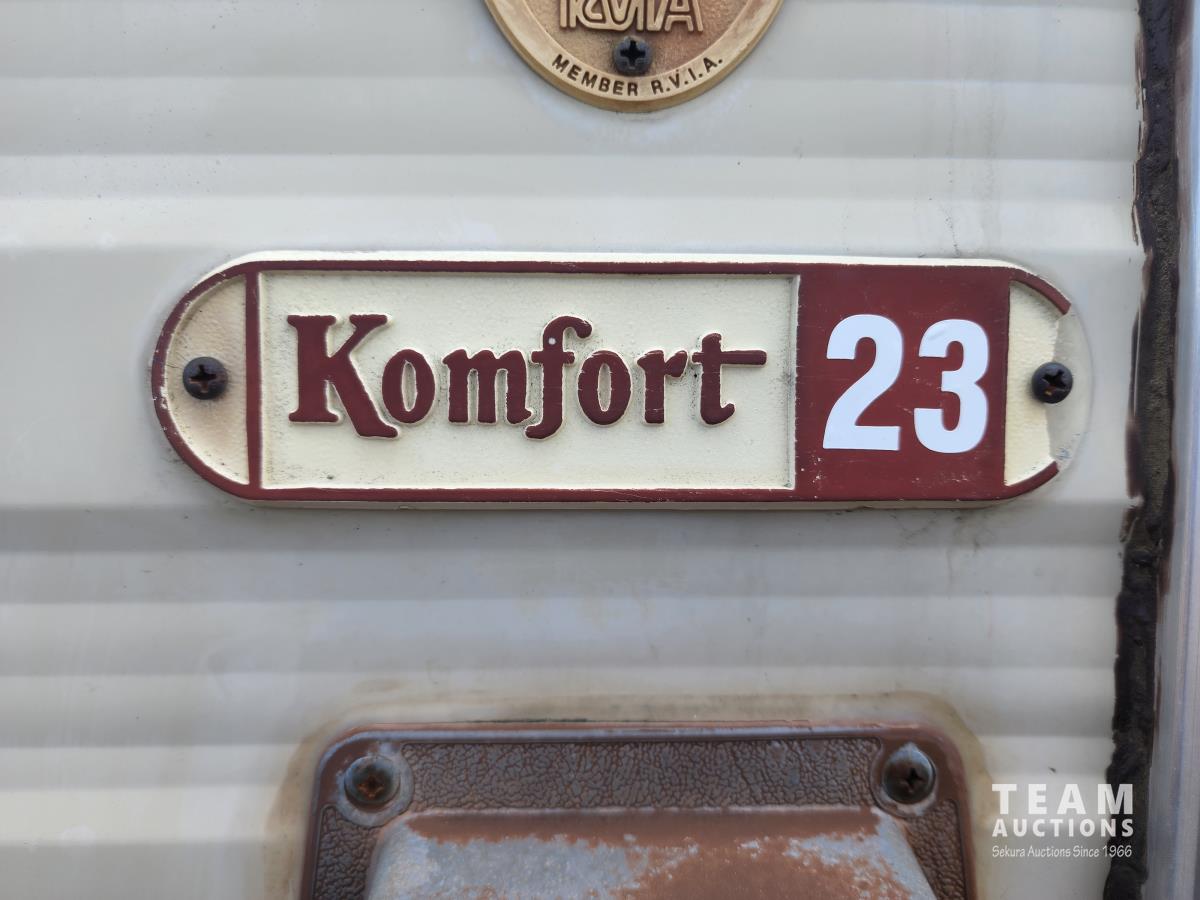 RVIA
MEMBER R.V.I.A.
Komfort 23
TEAM
AUCTIONS
Sekura Auctions Since 1966